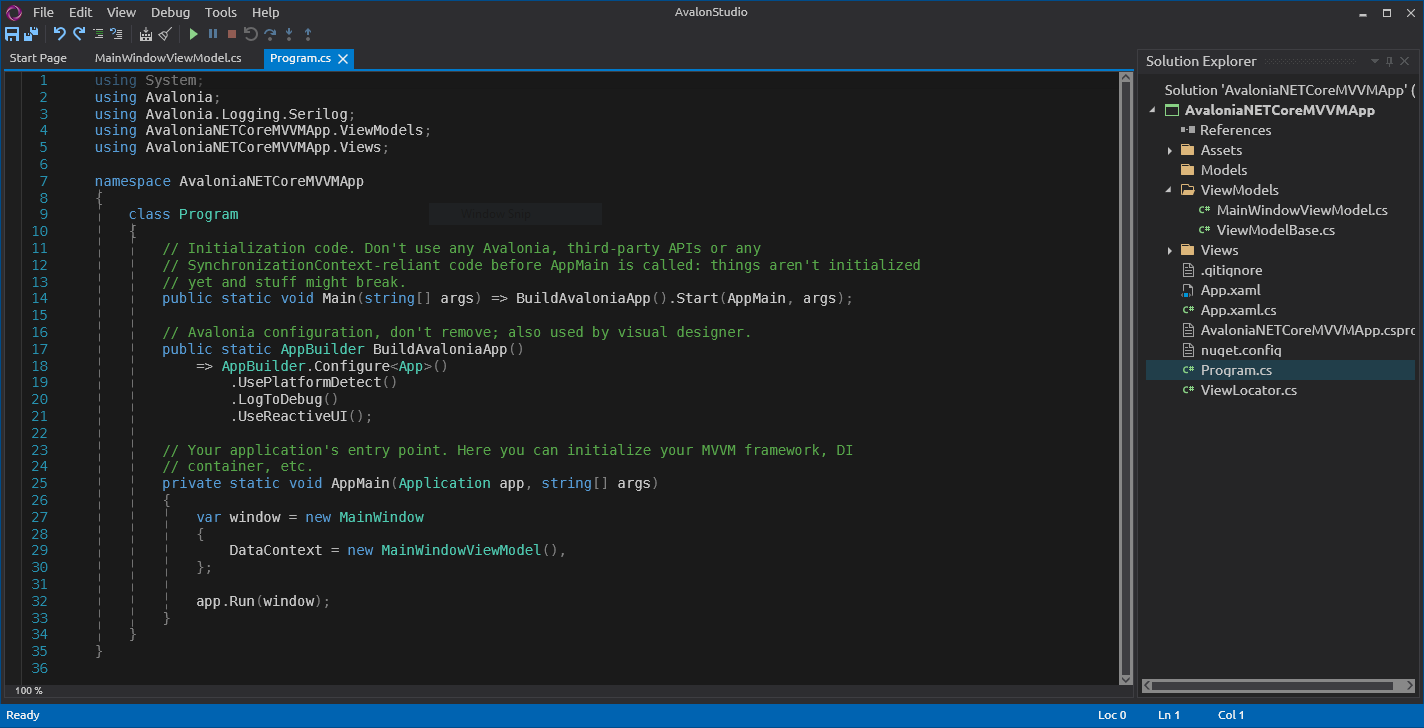 File Edit View Debug Tools Help
AvalonStudio
Start Page MainWindowViewModel.cs Program.cs
1 using System;
2 using Avalonia;
3 using Avalonia.Logging.Serilog;
4 using AvaloniaNETCoreMVVMApp.ViewModels;
5 using AvaloniaNETCoreMVVMApp.Views;
6
7 namespace AvaloniaNETCoreMVVMApp
8 {
9 class Program
10 {
11 // Initialization code. Don't use any Avalonia, third-party APIs or any
12 // SynchronizationContext-reliant code before AppMain is called: things aren't initialized
13 // yet and stuff might break.
14 public static void Main(string[] args) => BuildAvaloniaApp().Start(AppMain, args);
15
16 // Avalonia configuration, don't remove; also used by visual designer.
17 public static AppBuilder BuildAvaloniaApp()
18 => AppBuilder.Configure<App>()
19 .UsePlatformDetect()
20 .LogToDebug()
21 .UseReactiveUI();
22
23 // Your application's entry point. Here you can initialize your MVVM framework, DI
24 // container, etc.
25 private static void AppMain(Application app, string[] args)
26 {
27 var window = new MainWindow
28 {
29 DataContext = new MainWindowViewModel(),
30 };
31
32 app.Run(window);
33 }
34 }
35 }
36
100 %
Solution Explorer
Solution 'AvaloniaNETCoreMVVMApp' (
AvaloniaNETCoreMVVMApp
References
Assets
Models
ViewModels
C# MainWindowViewModel.cs
C# ViewModelBase.cs
Views
.gitignore
App.xaml
C# App.xaml.cs
AvaloniaNETCoreMVVMApp.cspro
nuget.config
C# Program.cs
C# ViewLocator.cs
Ready Loc 0 Ln 1 Col 1